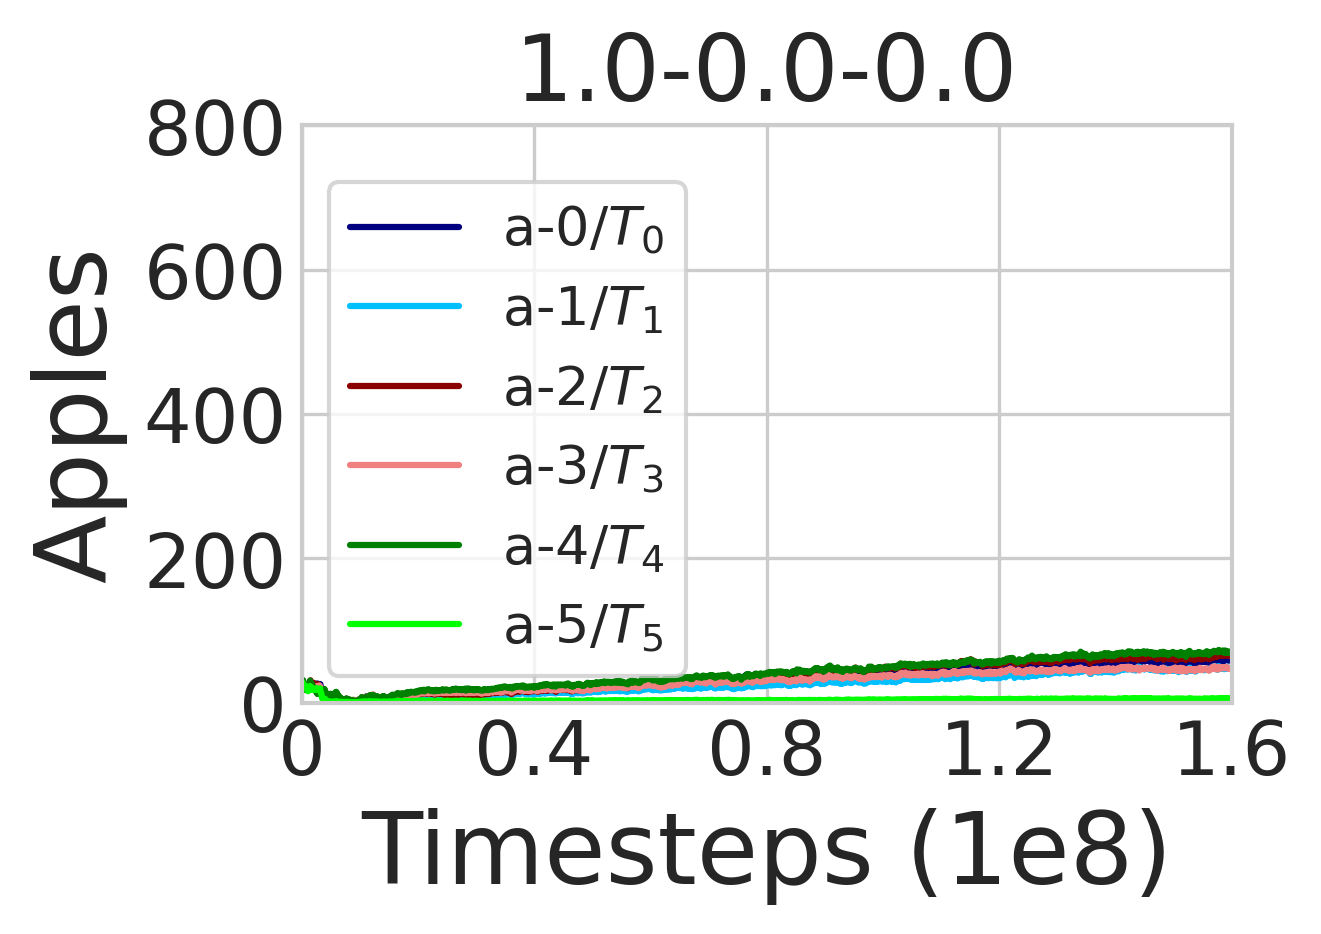 1.0-0.0-0.0
Apples
800
600
400
200
0
a-0/T₀
a-1/T₁
a-2/T₂
a-3/T₃
a-4/T₄
a-5/T₅
0 0.4 0.8 1.2 1.6
Timesteps (1e8)